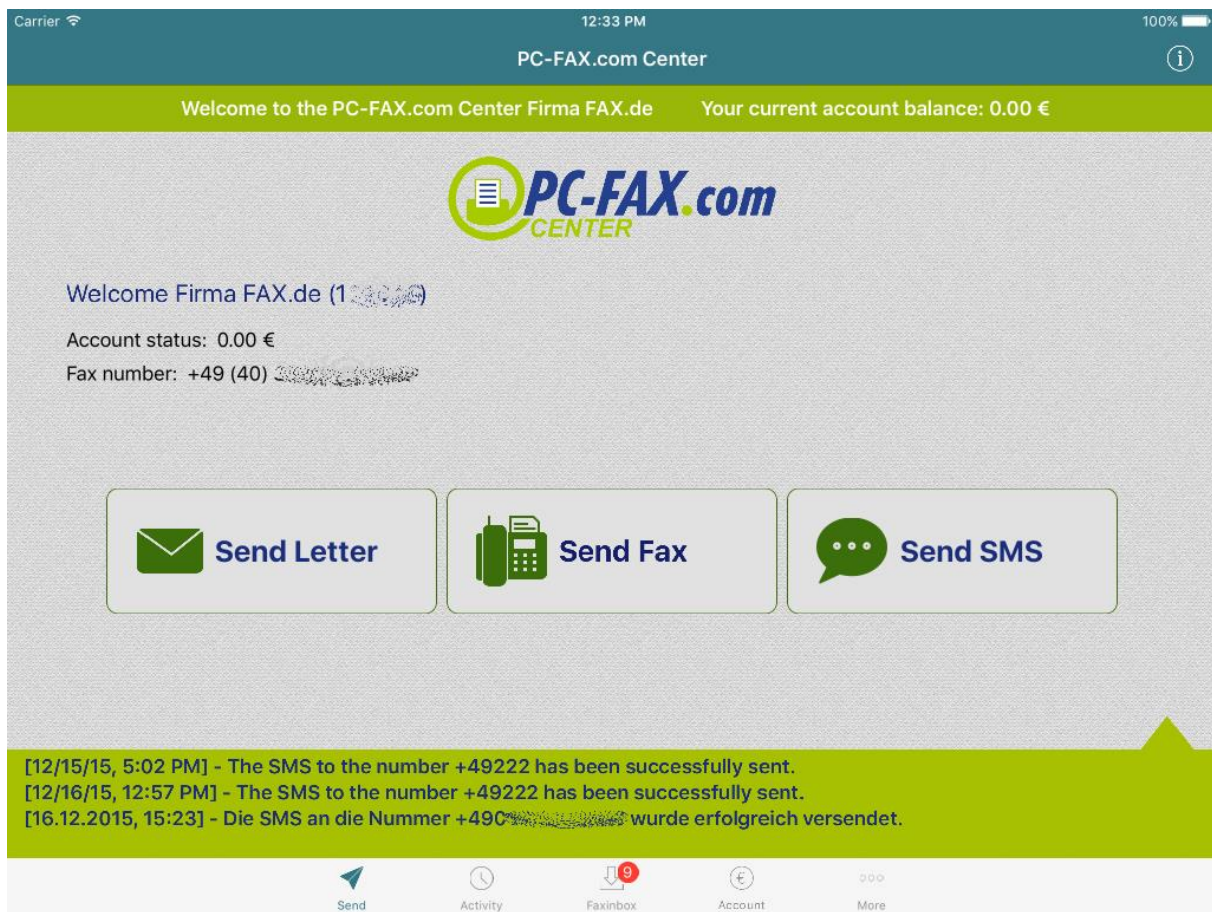 Carrier 12:33 PM 100%
PC-FAX.com Center
Welcome to the PC-FAX.com Center Firma FAX.de Your current account balance: 0.00 €
PC-FAX.com
CENTER
Welcome Firma FAX.de (1 )
Account status: 0.00 €
Fax number: +49 (40)
Send Letter Send Fax Send SMS
[12/15/15, 5:02 PM] - The SMS to the number +49222 has been successfully sent.
[12/16/15, 12:57 PM] - The SMS to the number +49222 has been successfully sent.
[16.12.2015, 15:23] - Die SMS an die Nummer +490 wurde erfolgreich versendet.
9
Send Activity Faxinbox Account More